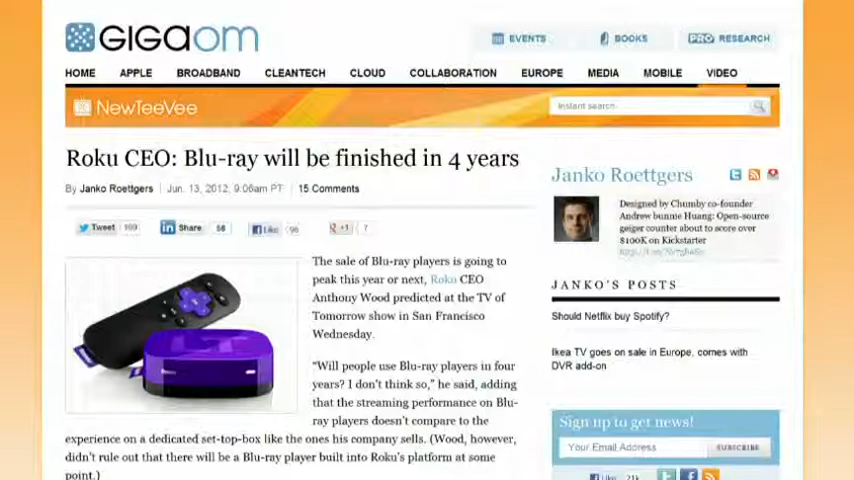 GIGaom
EVENTS
BOOKS
PRO RESEARCH
HOME APPLE BROADBAND CLEANTECH CLOUD COLLABORATION EUROPE MEDIA MOBILE VIDEO
NewTeeVee
Instant search
Roku CEO: Blu-ray will be finished in 4 years
By Janko Roettgers Jun. 13, 2012, 9:06am PT 15 Comments
Tweet Share 58 Like 96 +1 7
The sale of Blu-ray players is going to
peak this year or next, Roku CEO
Anthony Wood predicted at the TV of
Tomorrow show in San Francisco
Wednesday.
“Will people use Blu-ray players in four
years? I don’t think so,” he said, adding
that the streaming performance on Blu-
ray players doesn’t compare to the
experience on a dedicated set-top-box like the ones his company sells. (Wood, however,
didn’t rule out that there will be a Blu-ray player built into Roku’s platform at some
point.)
Janko Roettgers
Designed by Chumby co-founder
Andrew bunnie Huang: Open-source
geiger counter about to score over
$100K on Kickstarter
JANKO'S POSTS
Should Netflix buy Spotify?
Ikea TV goes on sale in Europe, comes with
DVR add-on
Sign up to get news!
Your Email Address SUBSCRIBE
Like 21k